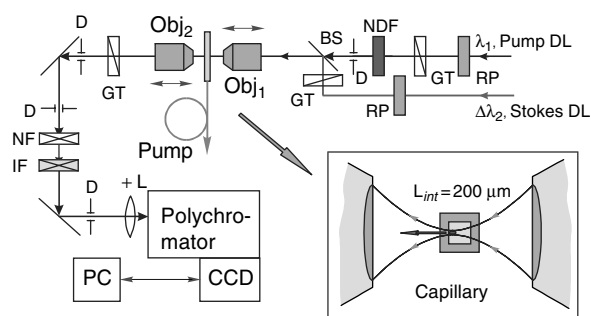 D
Obj2
BS
NDF
λ1, Pump DL
GT
Obj1
D
GT
RP
GT
RP
Δλ2, Stokes DL
D
NF
IF
Pump
D
+ L
Polychro-
mator
PC
CCD
Lint = 200 μm
Capillary